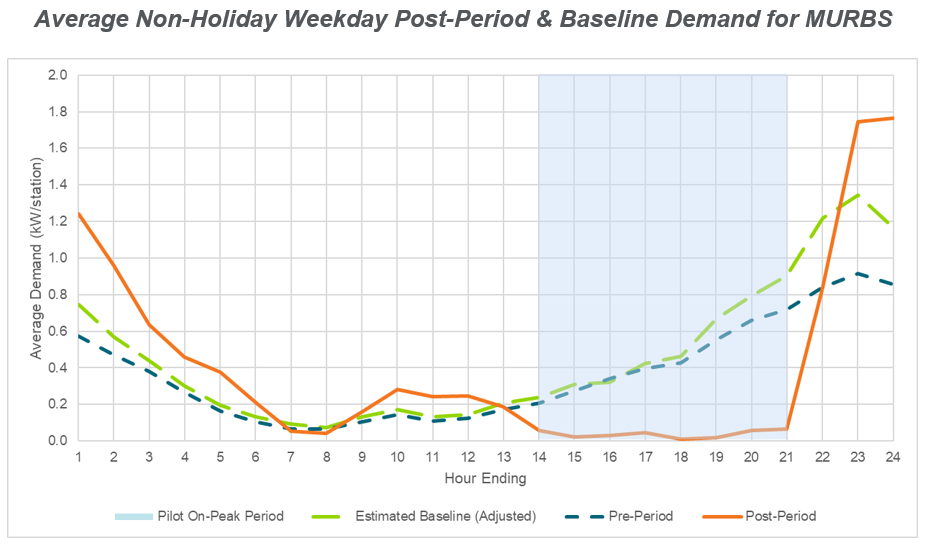 Average Non-Holiday Weekday Post-Period & Baseline Demand for MURBS
2.0
1.8
1.6
1.4
1.2
1.0
0.8
0.6
0.4
0.2
0.0
Average Demand (kW/station)
1 2 3 4 5 6 7 8 9 10 11 12 13 14 15 16 17 18 19 20 21 22 23 24
Hour Ending
Pilot On-Peak Period Estimated Baseline (Adjusted) Pre-Period Post-Period